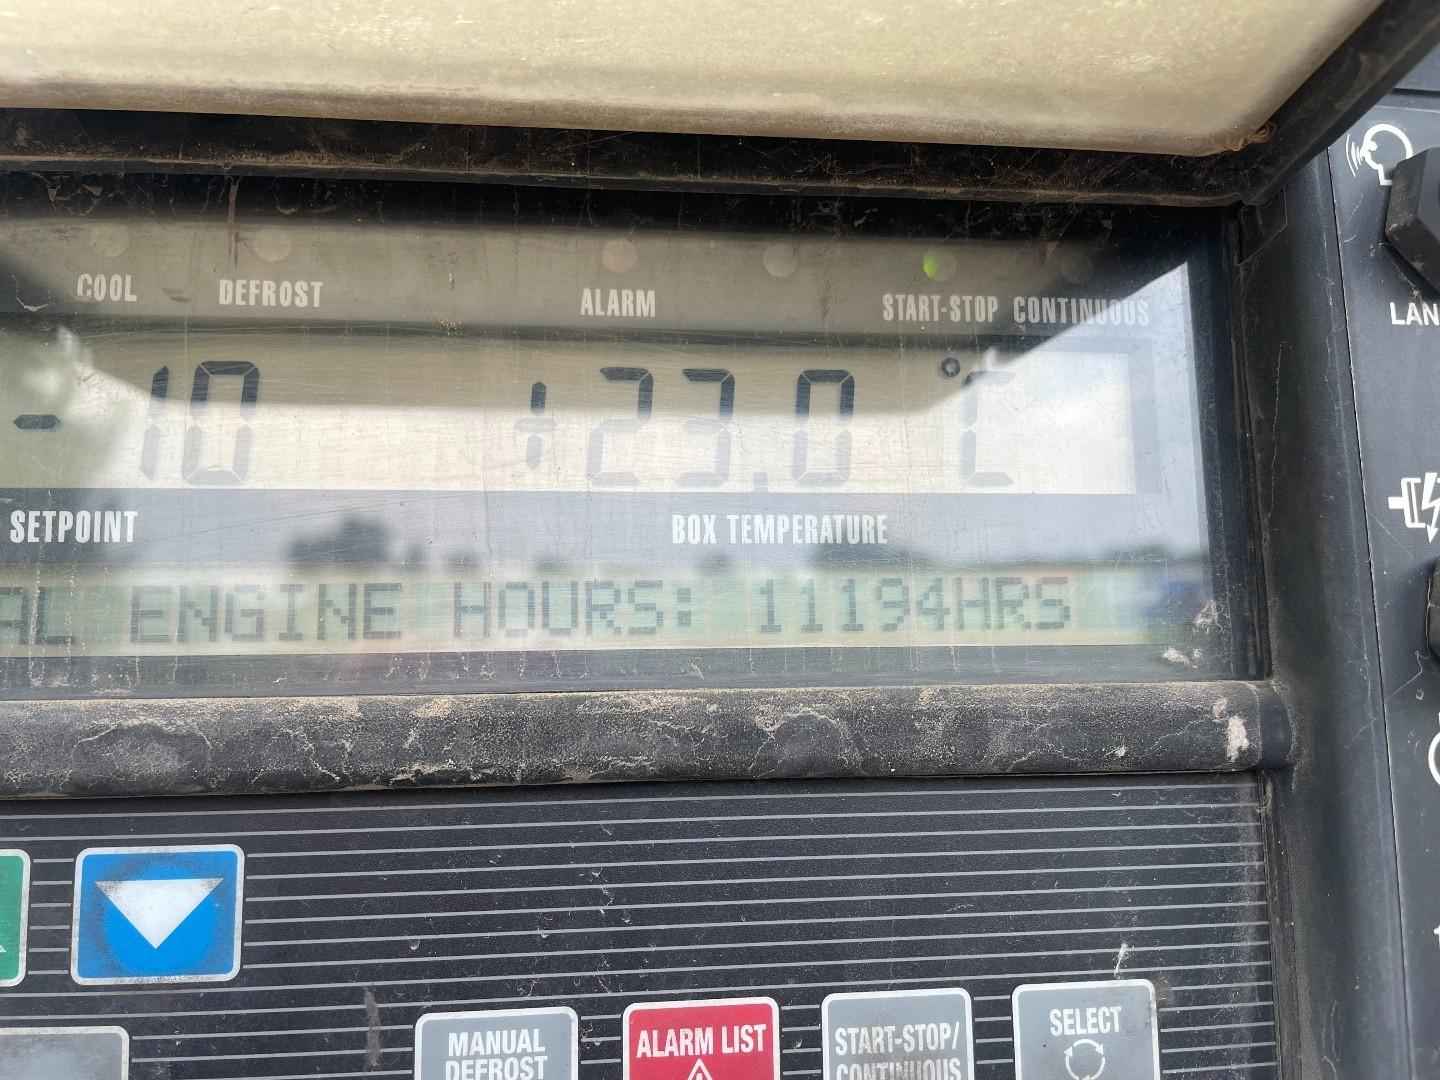 COOL DEFROST ALARM START-STOP CONTINUOUS
-10 +23.0 °C
SETPOINT BOX TEMPERATURE
AL ENGINE HOURS: 11194HRS
LAN
MANUAL DEFROST
ALARM LIST
START-STOP/
CONTINUOUS
SELECT